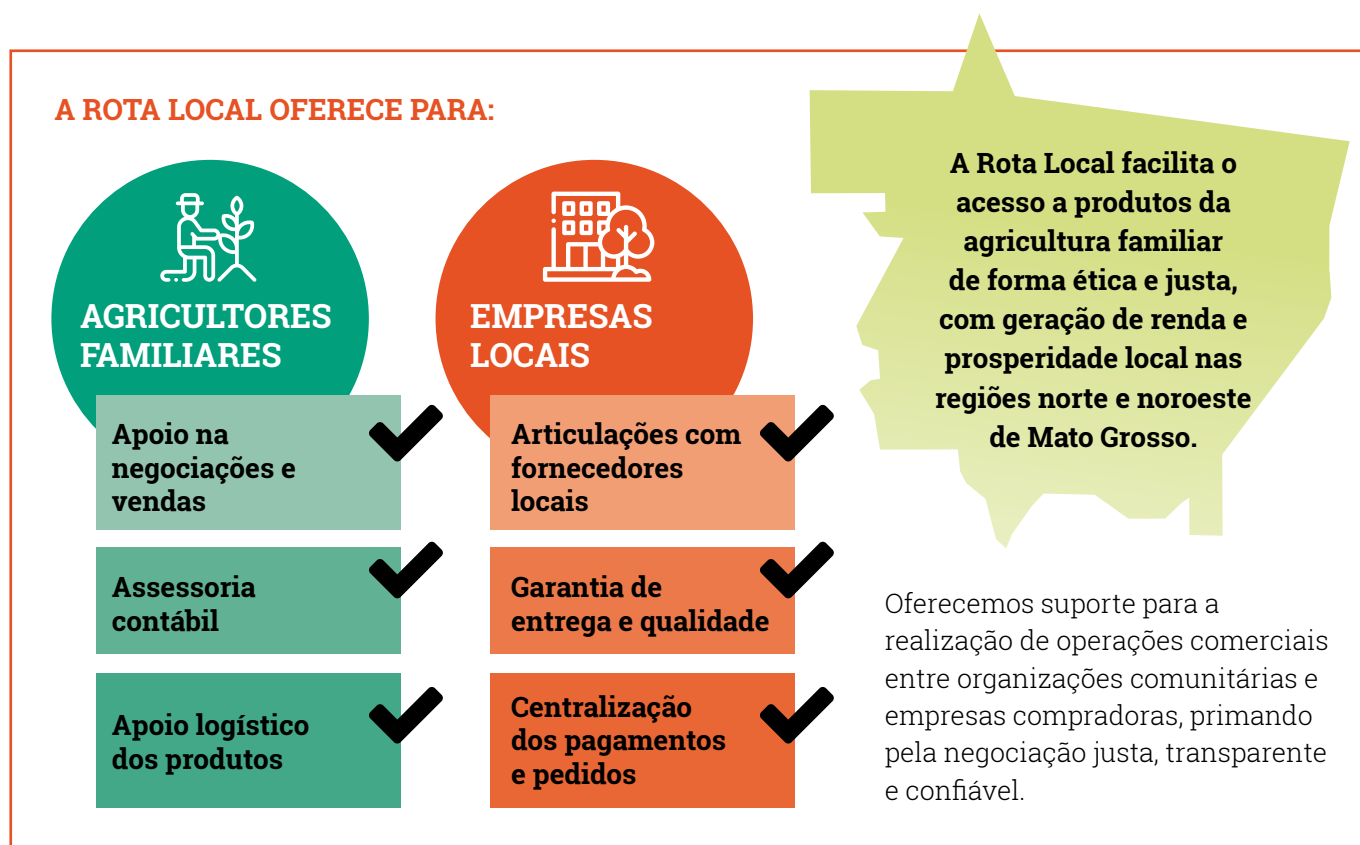 A ROTA LOCAL OFERECE PARA:
AGRICULTORES
FAMILIARES
Apoio na
negociações e
vendas
Assessoria
contábil
Apoio logístico
dos produtos
EMPRESAS
LOCAIS
Articulações com
fornecedores
locais
Garantia de
entrega e qualidade
Centralização
dos pagamentos
e pedidos
A Rota Local facilita o
acesso a produtos da
agricultura familiar
de forma ética e justa,
com geração de renda e
prosperidade local nas
regiões norte e noroeste
de Mato Grosso.
Oferecemos suporte para a
realização de operações comerciais
entre organizações comunitárias e
empresas compradoras, primando
pela negociação justa, transparente
e confiável.